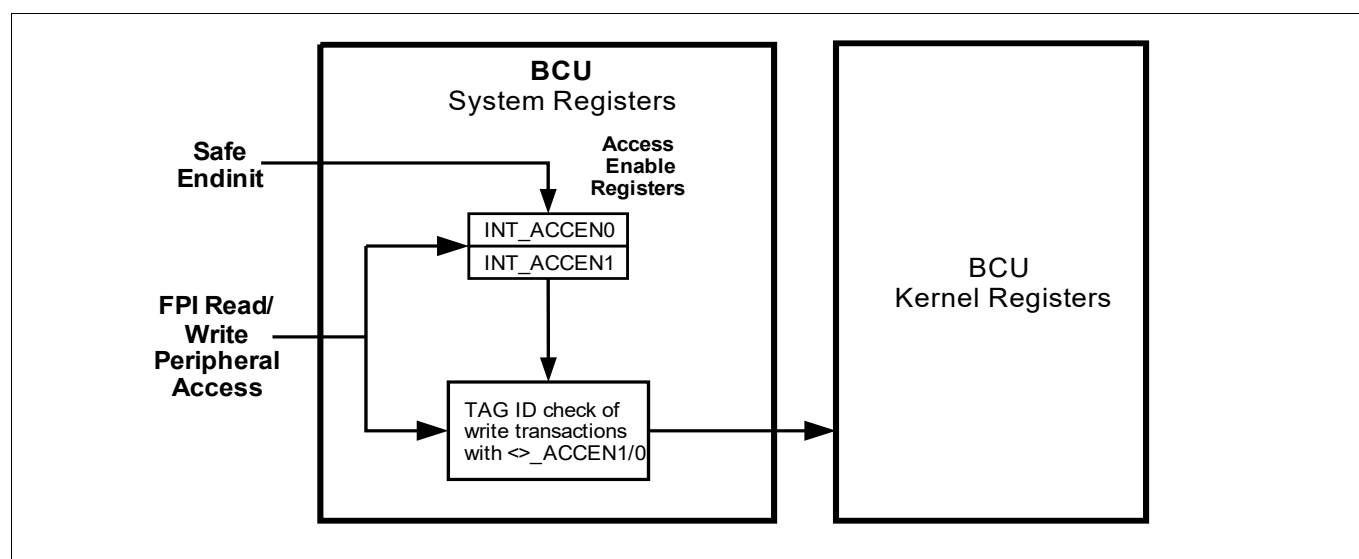 BCU
System Registers
Safe
Endinit
Access
Enable
Registers
INT_ACCEN0
INT_ACCEN1
FPI Read/
Write
Peripheral
Access
TAG ID check of
write transactions
with <>_ACCEN1/0
BCU
Kernel Registers